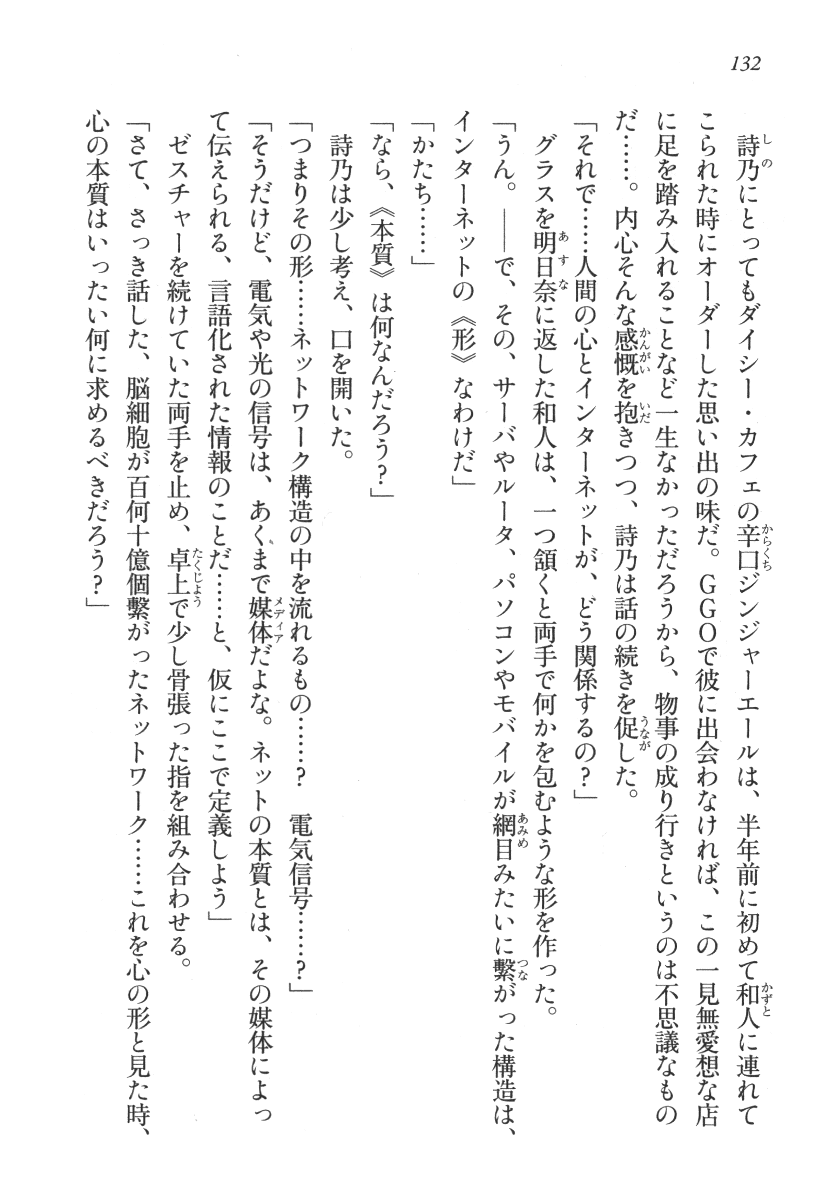 132
詩乃にとってもダイシー・カフェの辛口ジンジャーエールは、半年前に初めて和人に連れて
こられた時にオーダーした思い出の味だ。GGOで彼に出会わなければ、この一見無愛想な店
に足を踏み入れることなど一生なかっただろうから、物事の成り行きというのは不思議なもの
だ……。内心そんな感慨を抱きつつ、詩乃は話の続きを促した。
「それで……人間の心とインターネットが、どう関係するの？」
グラスを明日奈に返した和人は、一つ頷くと両手で何かを包むような形を作った。
「うん。――で、その、サーバやルータ、パソコンやモバイルが網目みたいに繋がった構造は、
インターネットの《形》なわけだ」
「かたち……」
「なら、《本質》は何なんだろう？」
詩乃は少し考え、口を開いた。
「つまりその形……ネットワーク構造の中を流れるもの……？　電気信号……？」
「そうだけど、電気や光の信号は、あくまで媒体だよな。ネットの本質とは、その媒体によっ
て伝えられる、言語化された情報のことだ……と、仮にここで定義しよう」
ゼスチャーを続けていた両手を止め、卓上で少し骨張った指を組み合わせる。
「さて、さっき話した、脳細胞が百何十億個繋がったネットワーク……これを心の形と見た時、
心の本質はいったい何に求めるべきだろう？」